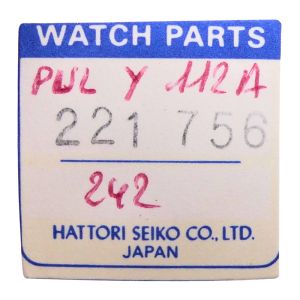 WATCH PARTS
PUL Y 112A
221 756
242
HATTORI SEIKO CO., LTD.
JAPAN